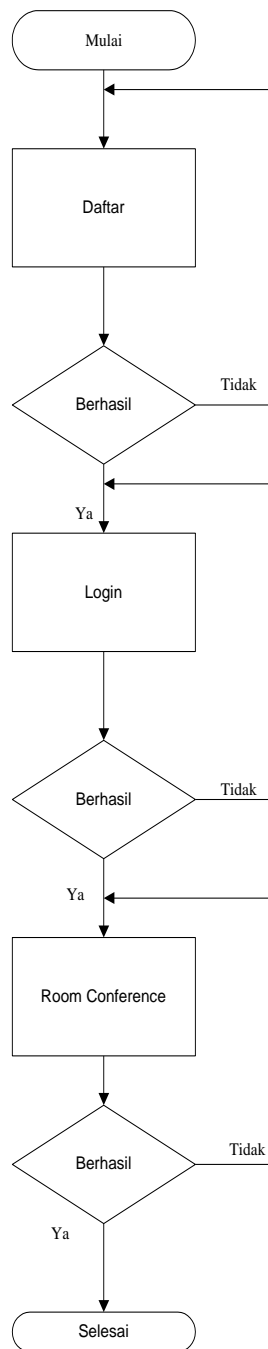 Mulai
Daftar
Berhasil
Tidak
Ya
Login
Berhasil
Tidak
Ya
Room Conference
Berhasil
Tidak
Ya
Selesai